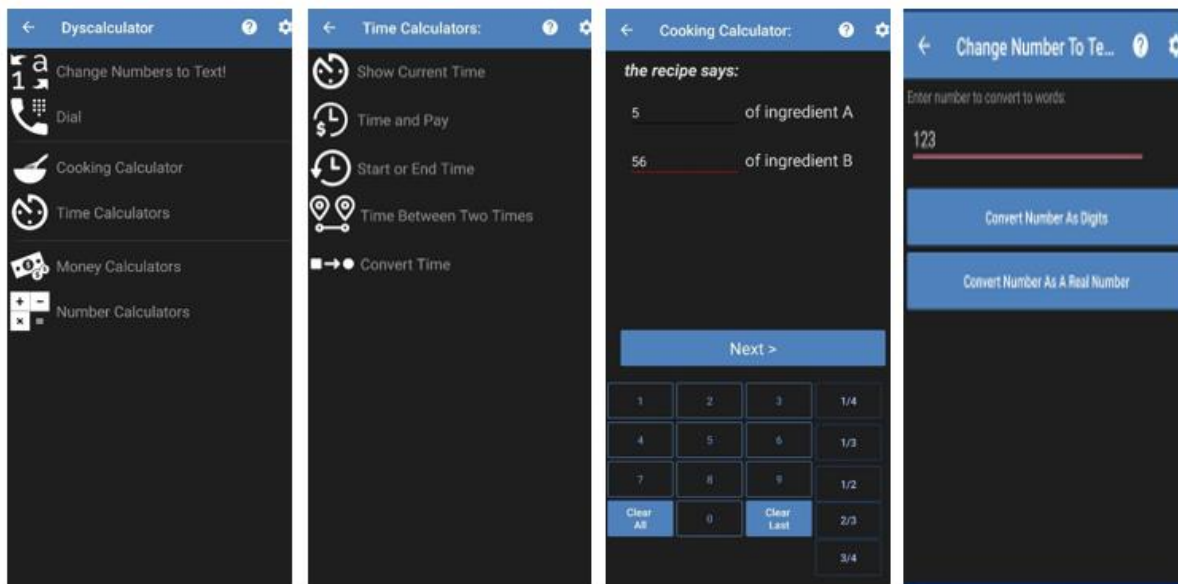 Dyscalculator
?
a
1
Change Numbers to Text!
Dial
Cooking Calculator
Time Calculators
Money Calculators
+ −
× =
Number Calculators
Time Calculators:
?
Show Current Time
$
Time and Pay
Start or End Time
Time Between Two Times
Convert Time
Cooking Calculator:
?
the recipe says:
5 of ingredient A
56 of ingredient B
Next >
1 2 3 1/4
4 5 6 1/3
7 8 9 1/2
Clear All 0 Clear Last 2/3
3/4
Change Number To Te...
?
Enter number to convert to words:
123
Convert Number As Digits
Convert Number As A Real Number